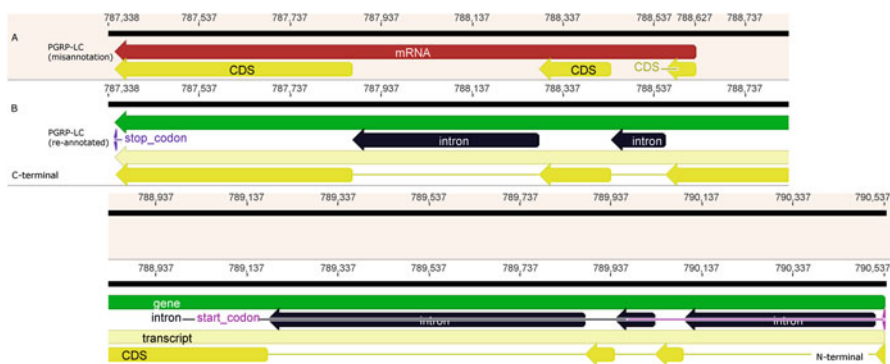 787,338 787,537 787,737 787,937 788,137 788,337 788,537 788,627 788,737
A
PGRP-LC
(misannotation)
mRNA
CDS CDS CDS
787,338 787,537 787,737 787,937 788,137 788,337 788,537 788,627 788,737
B
PGRP-LC
(re-annotated)
stop_codon intron intron
C-terminal
788,937 789,137 789,337 789,537 789,737 789,937 790,137 790,337 790,537
788,937 789,137 789,337 789,537 789,737 789,937 790,137 790,337 790,537
gene
intron start_codon intron intron
transcript
CDS N-terminal